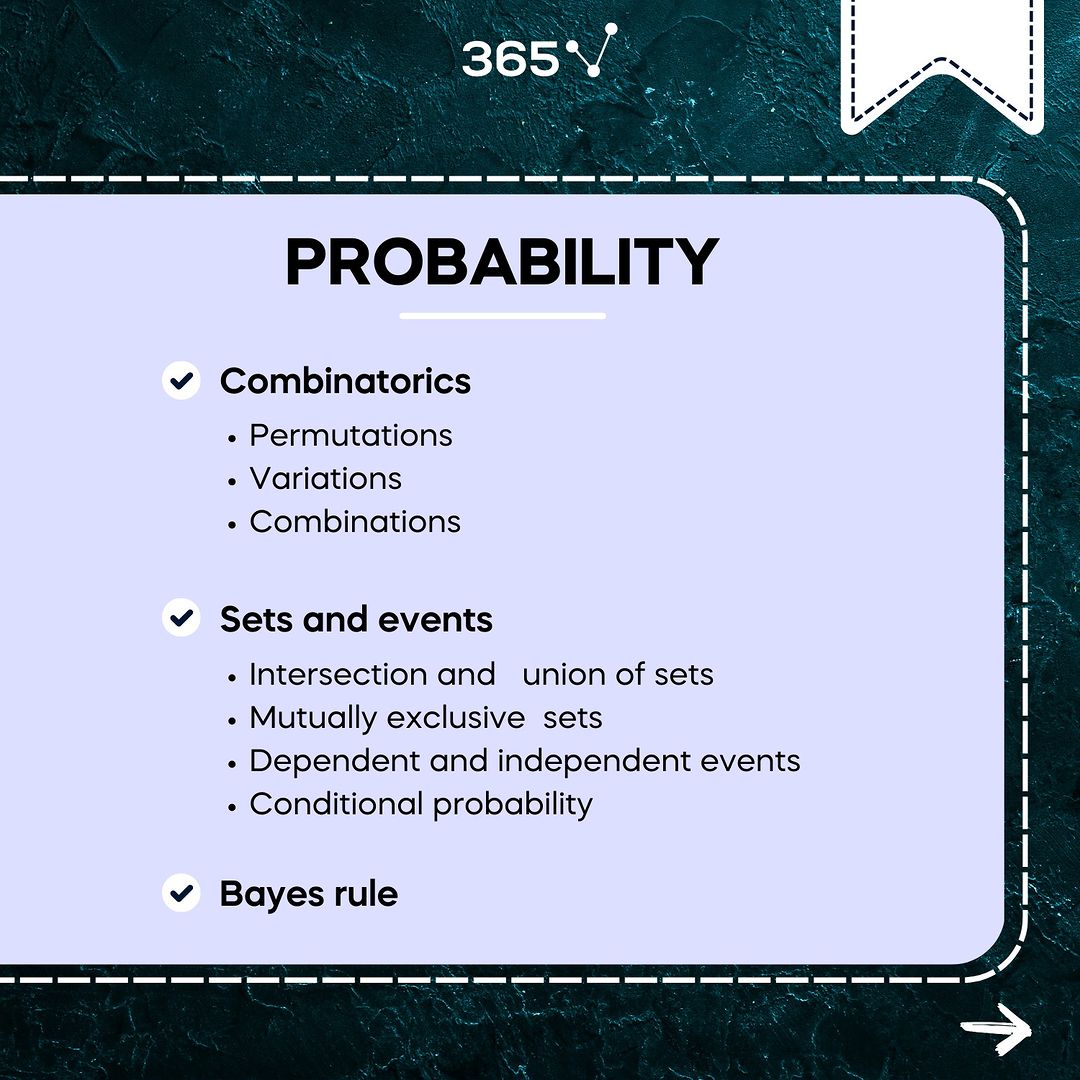 365
PROBABILITY
Combinatorics
• Permutations
• Variations
• Combinations
Sets and events
• Intersection and   union of sets
• Mutually exclusive  sets
• Dependent and independent events
• Conditional probability
Bayes rule